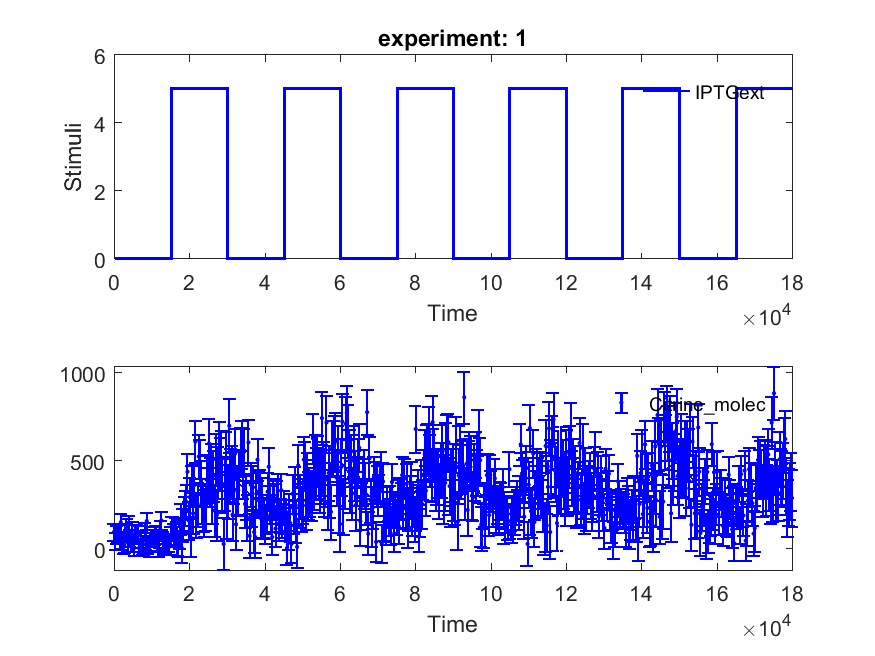 experiment: 1
6
4
2
0
Stimuli
IPTGext
0 2 4 6 8 10 12 14 16 18
Time
×10^4
1000
500
0
Citrine_molec
0 2 4 6 8 10 12 14 16 18
Time
×10^4